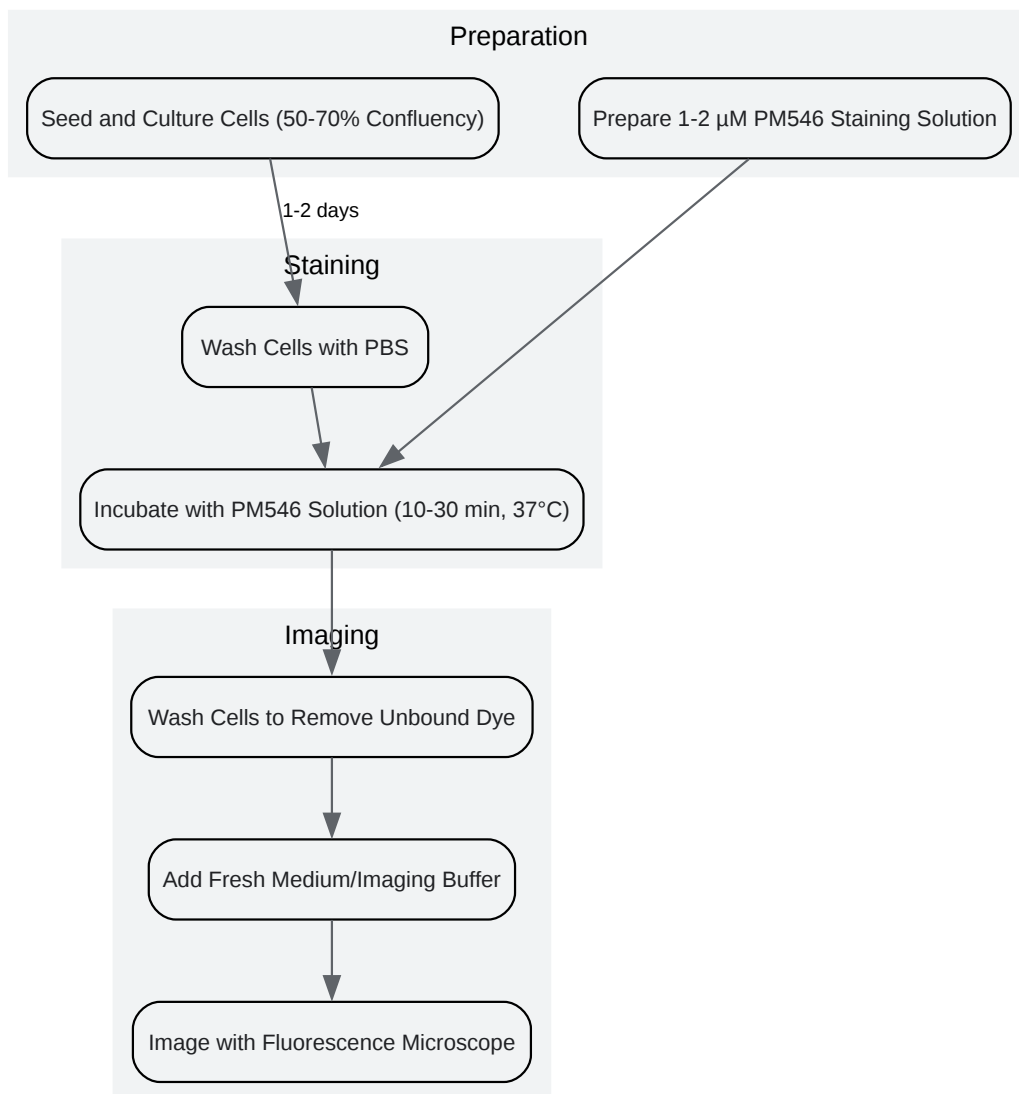 Preparation
Seed and Culture Cells (50-70% Confluency)
Prepare 1-2 µM PM546 Staining Solution
1-2 days
Staining
Wash Cells with PBS
Incubate with PM546 Solution (10-30 min, 37°C)
Imaging
Wash Cells to Remove Unbound Dye
Add Fresh Medium/Imaging Buffer
Image with Fluorescence Microscope